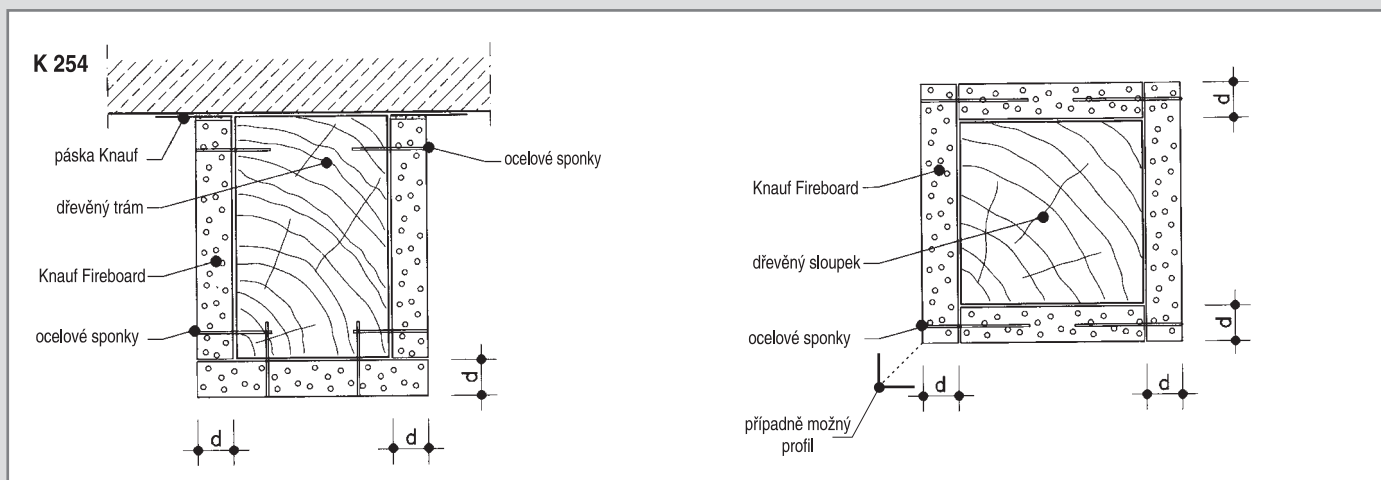 K 254
páska Knauf
ocelové sponky
dřevěný trám
Knauf Fireboard
ocelové sponky
d
d
d
d
Knauf Fireboard
dřevěný sloupek
ocelové sponky
d
d
d
případně možný
profil